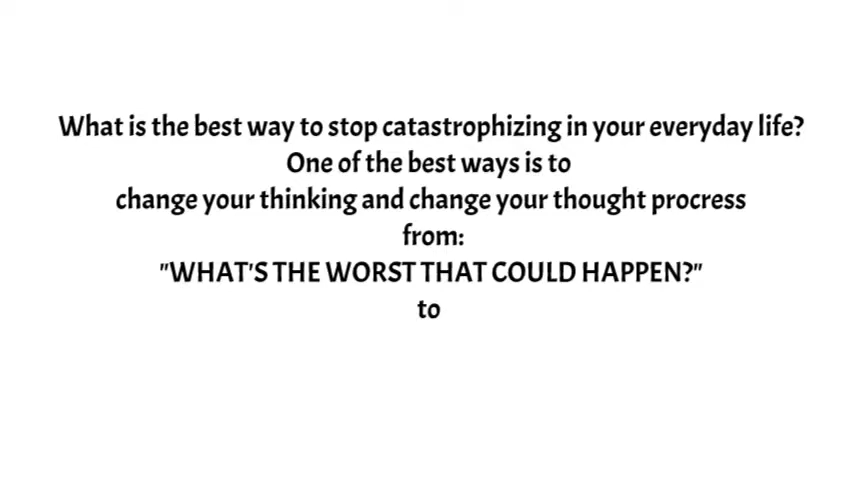 What is the best way to stop catastrophizing in your everyday life?
One of the best ways is to
change your thinking and change your thought procress
from:
"WHAT'S THE WORST THAT COULD HAPPEN?"
to